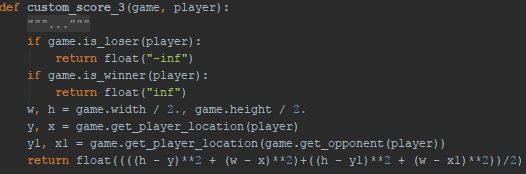 def custom_score_3(game, player):
"""..."""
if game.is_loser(player):
return float("-inf")
if game.is_winner(player):
return float("inf")
w, h = game.width / 2., game.height / 2.
y, x = game.get_player_location(player)
y1, x1 = game.get_player_location(game.get_opponent(player))
return float((((h - y)**2 + (w - x)**2)+((h - y1)**2 + (w - x1)**2))/2)